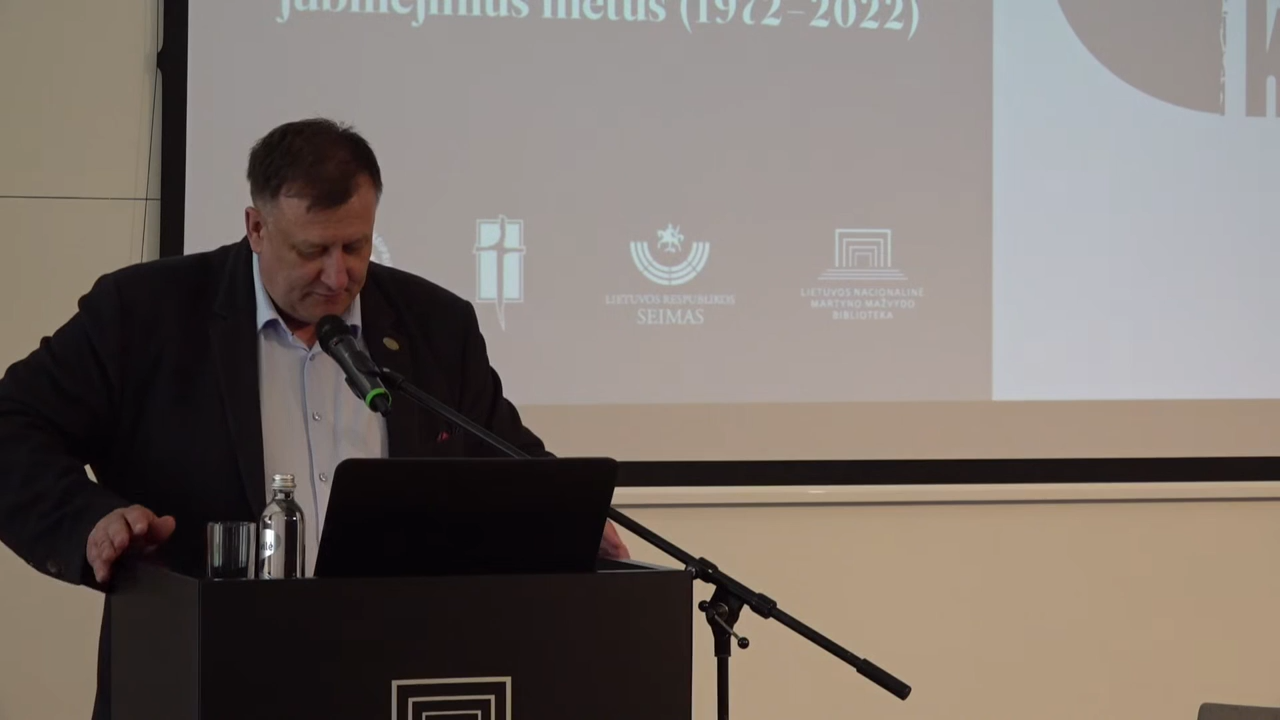 jubiliejinius metus (1972–2022)
LIETUVOS RESPUBLIKOS
SEIMAS
LIETUVOS NACIONALINĖ
MARTYNO MAŽVYDO
BIBLIOTEKA